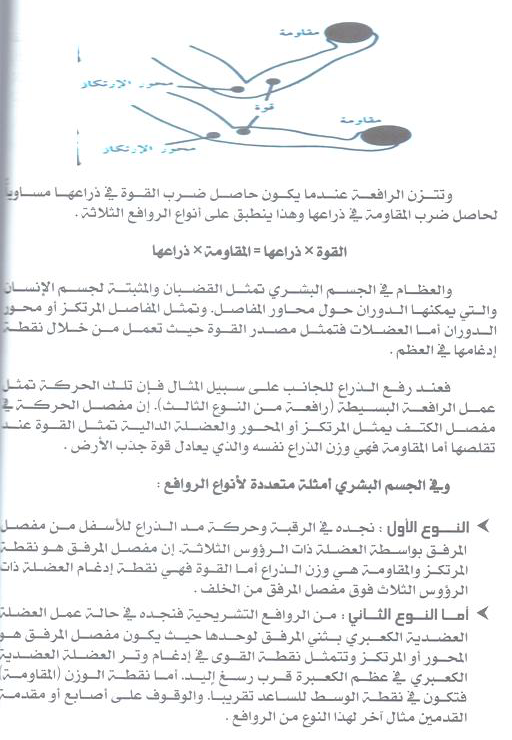 مقاومة
محور الإرتكاز
قوة
مقاومة
محور الإرتكاز
وتتزن الرافعة عندما يكون حاصل ضرب القوة في ذراعها مساوياً
لحاصل ضرب المقاومة في ذراعها وهذا ينطبق على أنواع الروافع الثلاثة .
القوة × ذراعها = المقاومة × ذراعها
والعظام في الجسم البشري تمثل القضبان والمثبتة لجسم الإنسان
والتي يمكنها الدوران حول محاور المفاصل. وتمثل المفاصل المرتكز أو محور
الدوران أما العضلات فتمثل مصدر القوة حيث تعمل من خلال نقطة
إدغامها في العظم .
فعند رفع الذراع للجانب على سبيل المثال فإن تلك الحركة تمثل
عمل الرافعة البسيطة (رافعة من النوع الثالث). إن مفصل الحركة في
مفصل الكتف يمثل المرتكز أو المحور والعضلة الدالية تمثل القوة عند
تقلصها أما المقاومة فهي وزن الذراع نفسه والذي يعادل قوة جذب الأرض .
وفي الجسم البشري أمثلة متعددة لأنواع الروافع :
النوع الأول : نجده في الرقبة وحركة مد الذراع للأسفل من مفصل
المرفق بواسطة العضلة ذات الرؤوس الثلاثة. إن مفصل المرفق هو نقطة
المرتكز والمقاومة هي وزن الذراع أما القوة فهي نقطة إدغام العضلة ذات
الرؤوس الثلاث فوق مفصل المرفق من الخلف .
أما النوع الثاني : من الروافع التشريحية فنجده في حالة عمل العضلة
العضدية الكعبري بثني المرفق لوحدها حيث يكون مفصل المرفق هو
المحور أو المرتكز وتتمثل نقطة القوى في إدغام وتر العضلة العضدية
الكعبري في عظم الكعبرة قرب رسغ إليد. أما نقطة الوزن (المقاومة)
فتكون في نقطة الوسط للساعد تقريبا. والوقوف على أصابع أو مقدمة
القدمين مثال آخر لهذا النوع من الروافع .